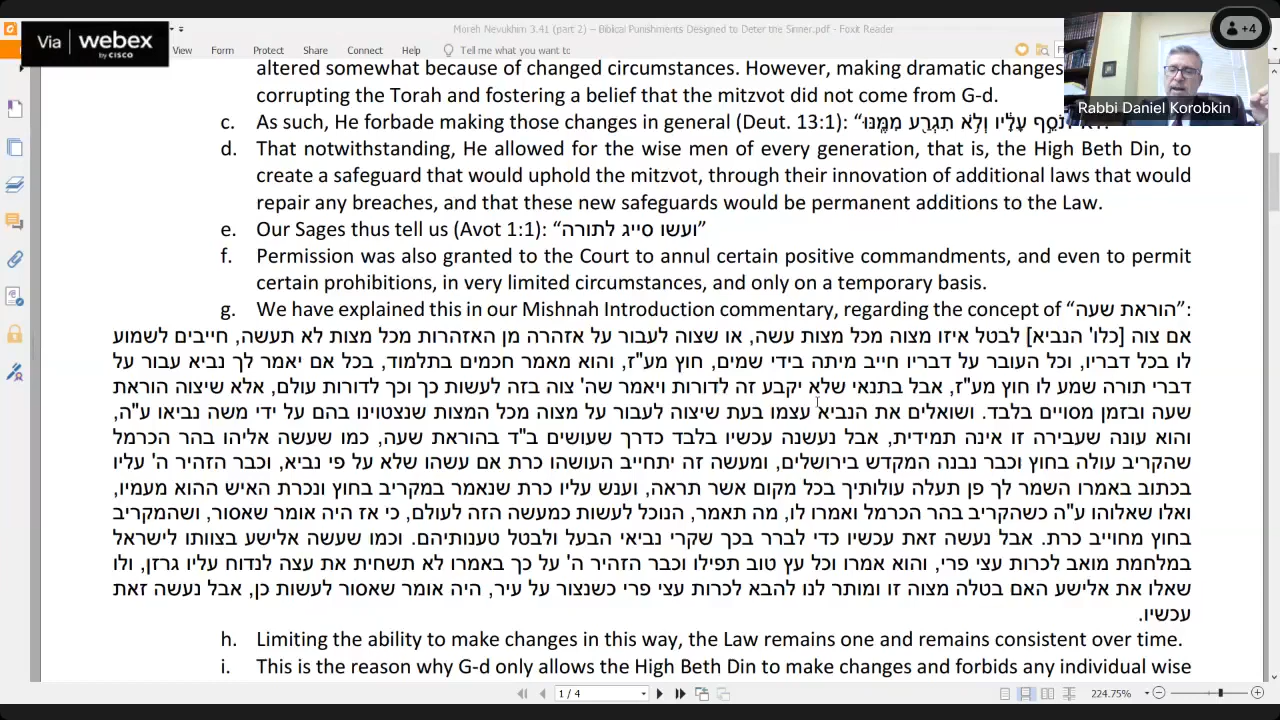 Moreh Nevukhim 3.41 (part 2) – Biblical Punishments Designed to Deter the Sinner.pdf - Foxit Reader
Via webex
by CISCO
View Form Protect Share Connect Help Tell me what you want to
+4
Rabbi Daniel Korobkin
altered somewhat because of changed circumstances. However, making dramatic changes
corrupting the Torah and fostering a belief that the mitzvot did not come from G-d.
c. As such, He forbade making those changes in general (Deut. 13:1): “תֹסֵף עָלָיו וְלֹא תִגְרַע מִמֶּנּוּ
d. That notwithstanding, He allowed for the wise men of every generation, that is, the High Beth Din, to
create a safeguard that would uphold the mitzvot, through their innovation of additional laws that would
repair any breaches, and that these new safeguards would be permanent additions to the Law.
e. Our Sages thus tell us (Avot 1:1): “ועשו סייג לתורה”
f. Permission was also granted to the Court to annul certain positive commandments, and even to permit
certain prohibitions, in very limited circumstances, and only on a temporary basis.
g. We have explained this in our Mishnah Introduction commentary, regarding the concept of “הוראת שעה”:
אם צוה [כלו' הנביא] לבטל איזו מצוה מכל מצות עשה, או שצוה לעבור על אזהרה מן האזהרות מכל מצות לא תעשה, חייבים לשמוע
לו בכל דבריו, וכל העובר על דבריו חייב מיתה בידי שמים, חוץ מע"ז, והוא מאמר חכמים בתלמוד, בכל אם יאמר לך נביא עבור על
דברי תורה שמע לו חוץ מע"ז, אבל בתנאי שלא יקבע זה לדורות ויאמר שה' צוה בזה לעשות כך וכך לדורות עולם, אלא שיצוה הוראת
שעה ובזמן מסויים בלבד. ושואלים את הנביא עצמו בעת שיצוה לעבור על מצוה מכל המצות שנצטוינו בהם על ידי משה נביאו ע"ה,
והוא עונה שעבירה זו אינה תמידית, אבל נעשנה עכשיו בלבד כדרך שעושים ב"ד בהוראת שעה, כמו שעשה אליהו בהר הכרמל
שהקריב עולה בחוץ וכבר נבנה המקדש בירושלים, ומעשה זה יתחייב העושהו כרת אם עשהו שלא על פי נביא, וכבר הזהיר ה' עליו
בכתוב באמרו השמר לך פן תעלה עולותיך בכל מקום אשר תראה, וענש עליו כרת שנאמר במקריב בחוץ ונכרת האיש ההוא מעמיו,
ואלו שאלוהו ע"ה כשהקריב בהר הכרמל ואמרו לו, מה תאמר, הנוכל לעשות כמעשה הזה לעולם, כי אז היה אומר שאסור, ושהמקריב
בחוץ מחוייב כרת. אבל נעשה זאת עכשיו כדי לברר בכך שקרי נביאי הבעל ולבטל טענותיהם. וכמו שעשה אלישע בצוותו לישראל
במלחמת מואב לכרות עצי פרי, והוא אמרו וכל עץ טוב תפילו וכבר הזהיר ה' על כך באמרו לא תשחית את עצה לנדוח עליו גרזן, ולו
שאלו את אלישע האם בטלה מצוה זו ומותר לנו להבא לכרות עצי פרי כשנצור על עיר, היה אומר שאסור לעשות כן, אבל נעשה זאת
עכשיו.
h. Limiting the ability to make changes in this way, the Law remains one and remains consistent over time.
i. This is the reason why G-d only allows the High Beth Din to make changes and forbids any individual wise
1 / 4
224.75%